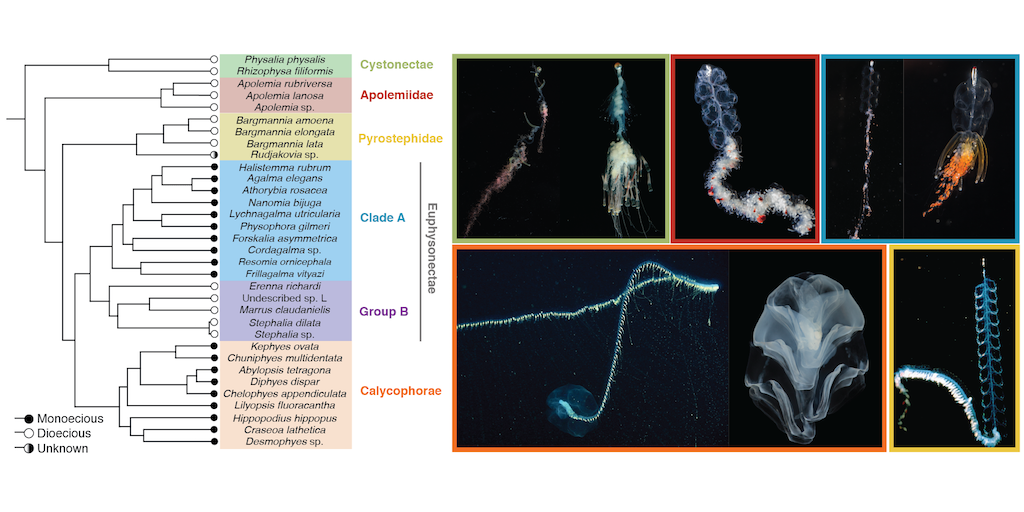 Physalia physalis
Rhizophysa filiformis
Cystonectae
Apolemia rubriversa
Apolemia lanosa
Apolemia sp.
Apolemiidae
Bargmannia amoena
Bargmannia elongata
Bargmannia lata
Rudjakovia sp.
Pyrostephidae
Halistemma rubrum
Agalma elegans
Athorybia rosacea
Nanomia bijuga
Lychnagalma utricularia
Physophora gilmeri
Forskalia asymmetrica
Cordagalma sp.
Resomia ornicephala
Frillagalma vityazi
Clade A
Erenna richardi
Undescribed sp. L
Marrus claudanielis
Stephalia dilata
Stephalia sp.
Group B
Euphysonectae
Kephyes ovata
Chuniphyes multidentata
Abylopsis tetragona
Diphyes dispar
Chelophyes appendiculata
Lilyopsis fluoracantha
Hippopodius hippopus
Craseoa lathetica
Desmophyes sp.
Calycophorae
Monoecious
Dioecious
Unknown